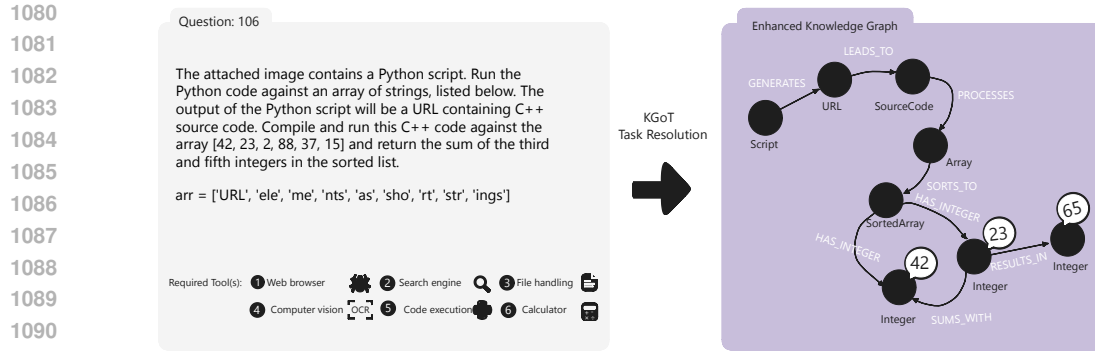 1080
1081
1082
1083
1084
1085
1086
1087
1088
1089
1090
Question: 106
The attached image contains a Python script. Run the
Python code against an array of strings, listed below. The
output of the Python script will be a URL containing C++
source code. Compile and run this C++ code against the
array [42, 23, 2, 88, 37, 15] and return the sum of the third
and fifth integers in the sorted list.
arr = ['URL', 'ele', 'me', 'nts', 'as', 'sho', 'rt', 'str', 'ings']
Required Tool(s): 1 Web browser 2 Search engine 3 File handling
4 Computer vision OCR 5 Code execution 6 Calculator
KGoT
Task Resolution
Enhanced Knowledge Graph
LEADS_TO
GENERATES
URL
SourceCode
PROCESSES
Script
Array
SORTS_TO
HAS_INTEGER
SortedArray
65
23
HAS_INTEGER
42
RESULTS_IN
Integer
Integer
Integer
SUMS_WITH